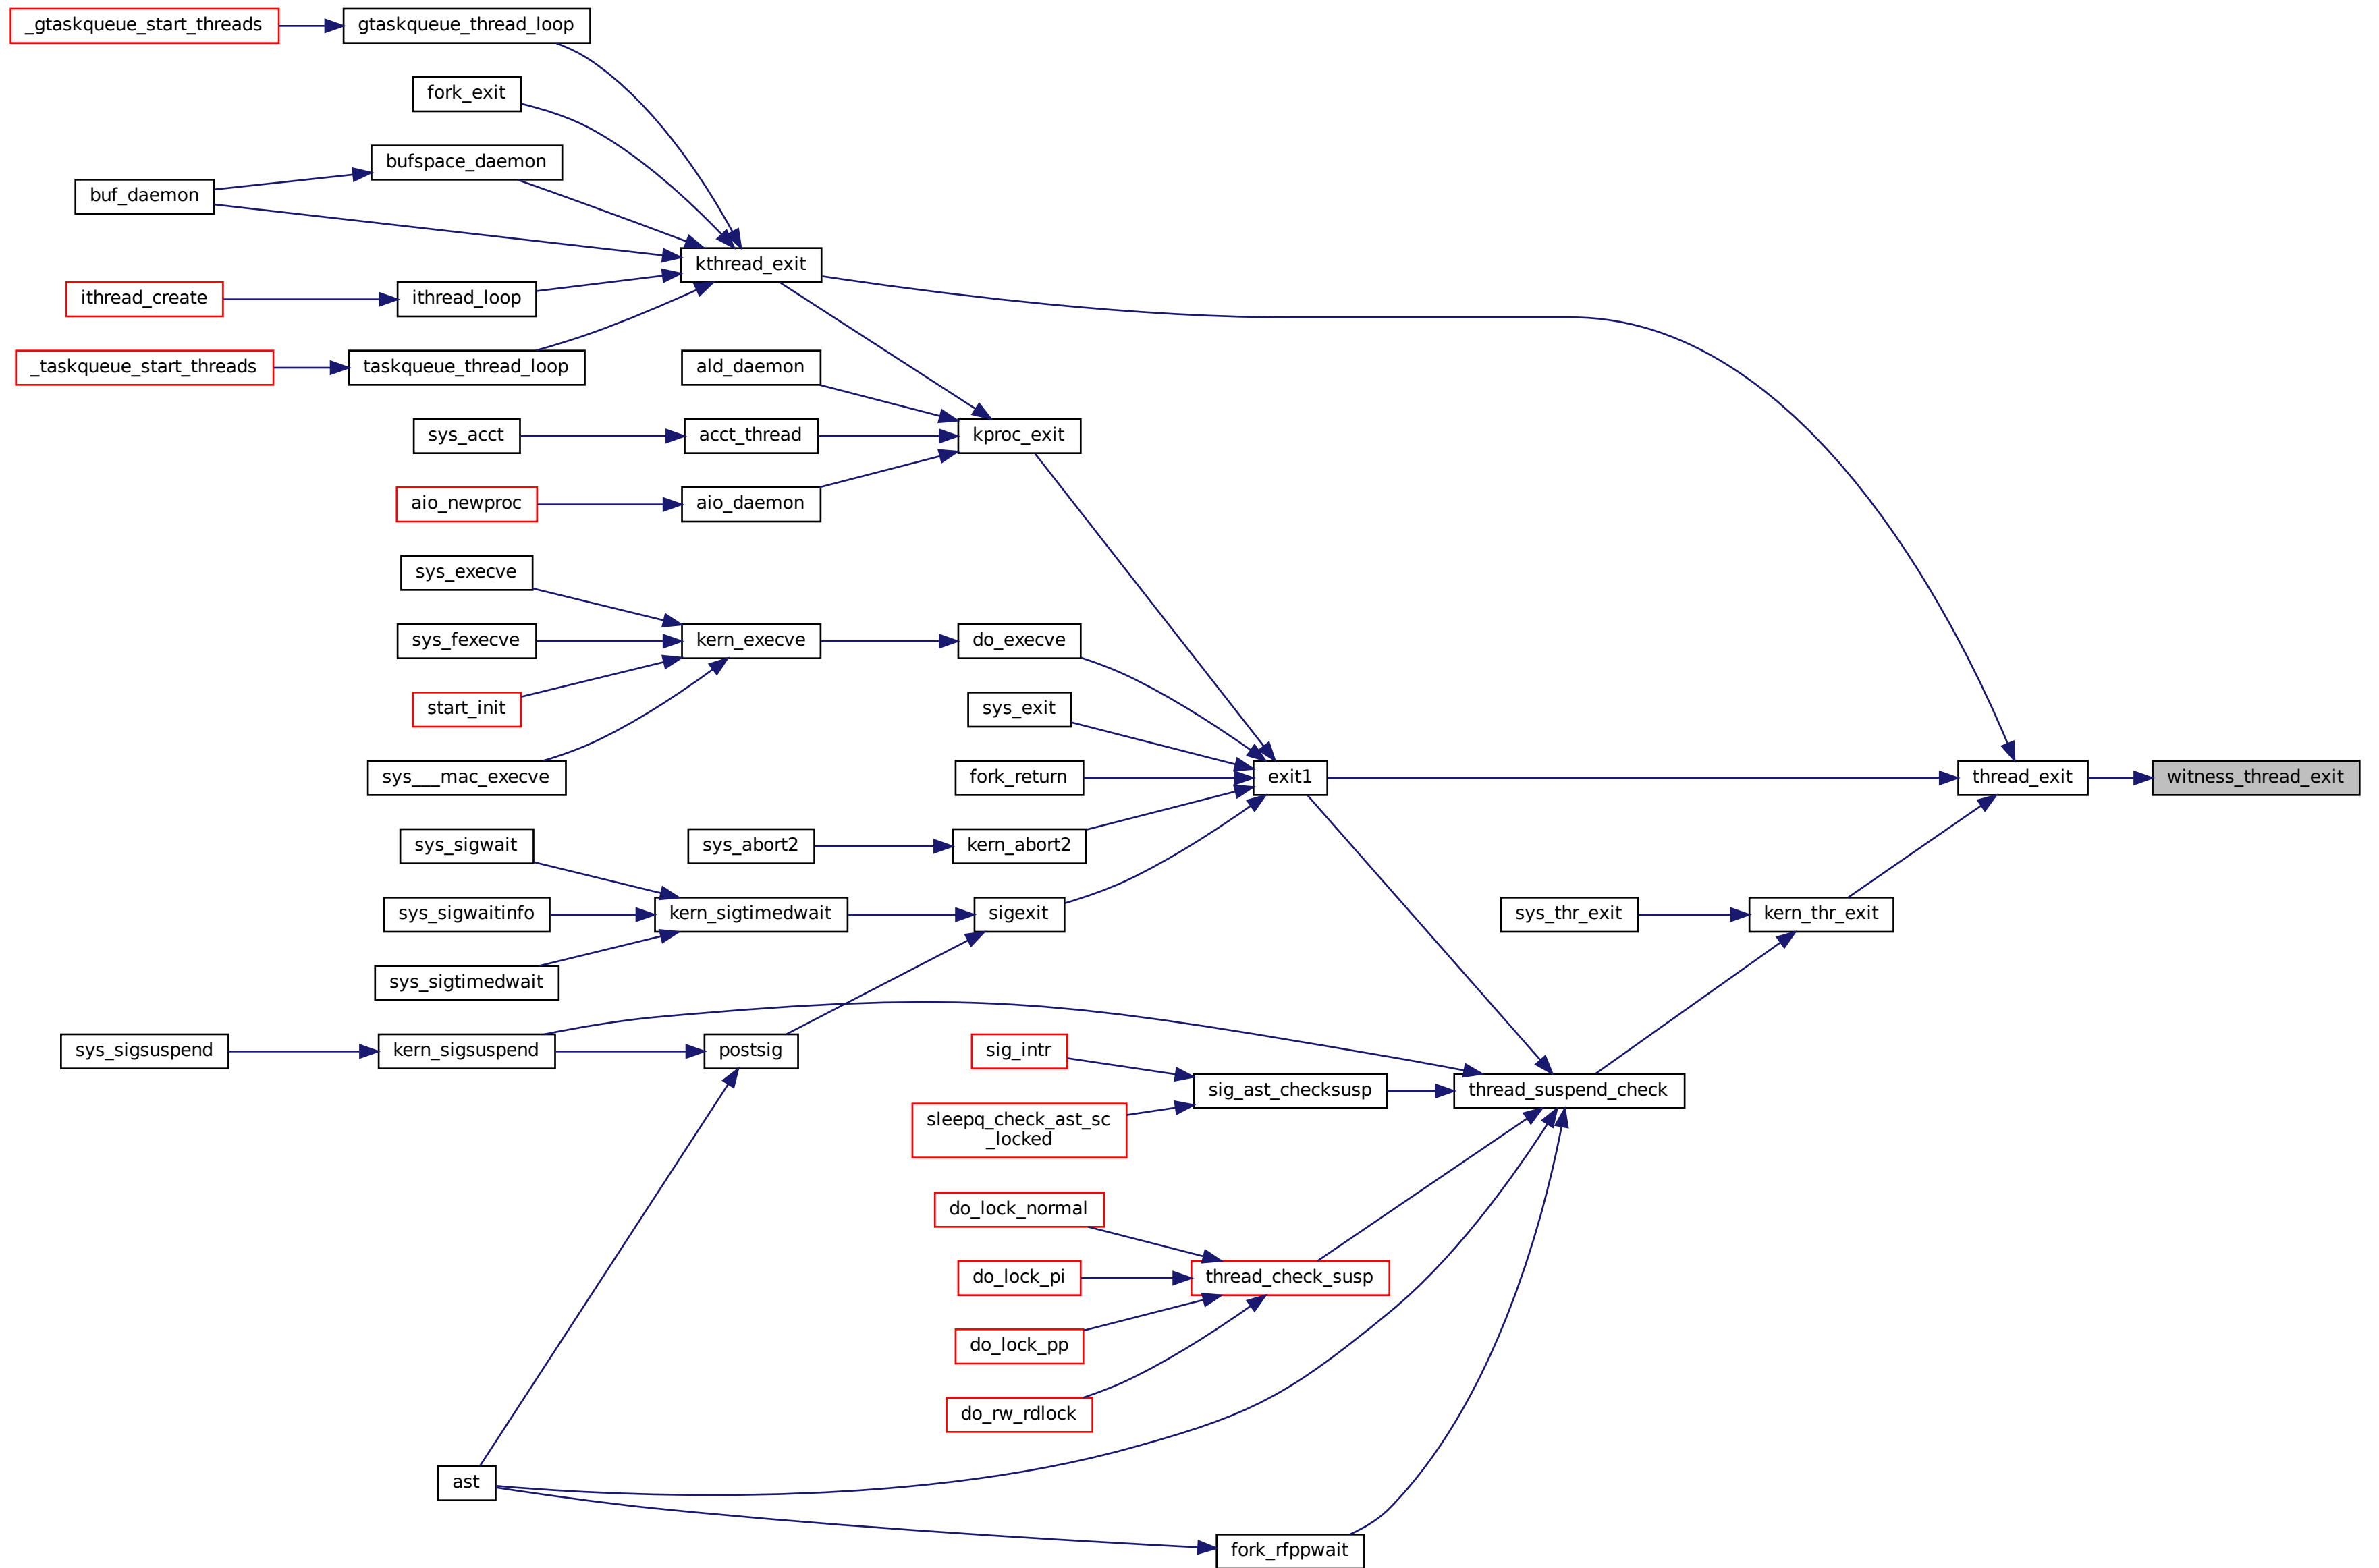 _gtaskqueue_start_threads
gtaskqueue_thread_loop
fork_exit
bufspace_daemon
buf_daemon
kthread_exit
ithread_create
ithread_loop
_taskqueue_start_threads
taskqueue_thread_loop
ald_daemon
sys_acct
acct_thread
kproc_exit
aio_newproc
aio_daemon
sys_execve
sys_fexecve
kern_execve
do_execve
start_init
sys_exit
sys___mac_execve
fork_return
exit1
thread_exit
witness_thread_exit
sys_sigwait
sys_abort2
kern_abort2
sys_sigwaitinfo
kern_sigtimedwait
sigexit
sys_thr_exit
kern_thr_exit
sys_sigtimedwait
sys_sigsuspend
kern_sigsuspend
postsig
sig_intr
sig_ast_checksusp
thread_suspend_check
sleepq_check_ast_sc
_locked
do_lock_normal
do_lock_pi
thread_check_susp
do_lock_pp
do_rw_rdlock
ast
fork_rfppwait